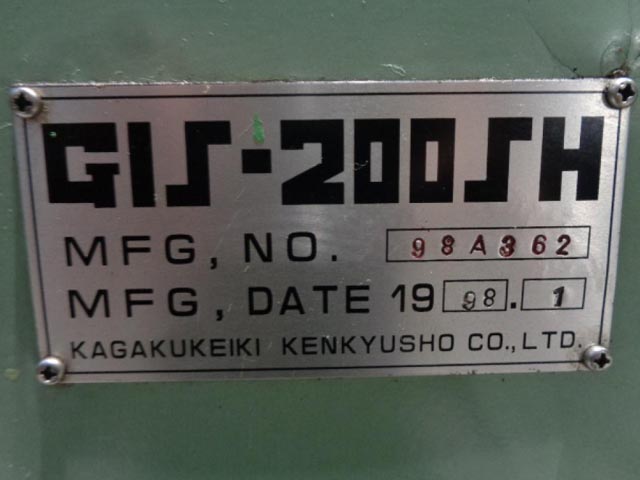 GIS-200SH
MFG, NO. 98A362
MFG, DATE 19 98. 1
KAGAKUKEIKI KENKYUSHO CO., LTD.